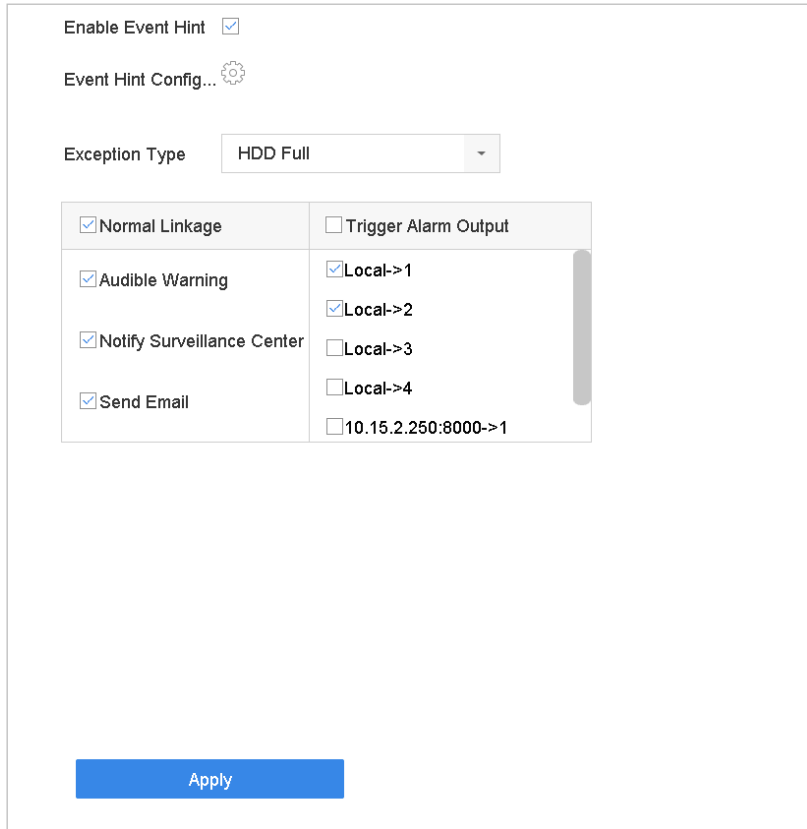 Enable Event Hint
Event Hint Config...
Exception Type HDD Full
Normal Linkage Trigger Alarm Output
Audible Warning Local->1
Local->2
Notify Surveillance Center
Local->3
Local->4
Send Email
10.15.2.250:8000->1
Apply